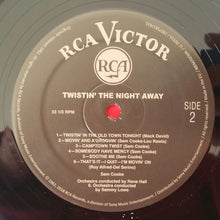 RCA VICTOR
RCA
TWISTIN' THE NIGHT AWAY
33 1/3 RPM
SIDE
2
1–TWISTIN' IN THE OLD TOWN TONIGHT (Mack David)
2–MOVIN' AND A'GROOVIN' (Sam Cooke-Lou Rawls)
3–CAMPTOWN TWIST (Sam Cooke)
4–SOMEBODY HAVE MERCY (Sam Cooke)
5–SOOTHE ME (Sam Cooke)
6–THAT'S IT—I QUIT—I'M MOVIN' ON
(Roy Alfred-Del Serino)
Sam Cooke
Orchestra conducted by Rene Hall
6. Orchestra conducted
by Sammy Lowe